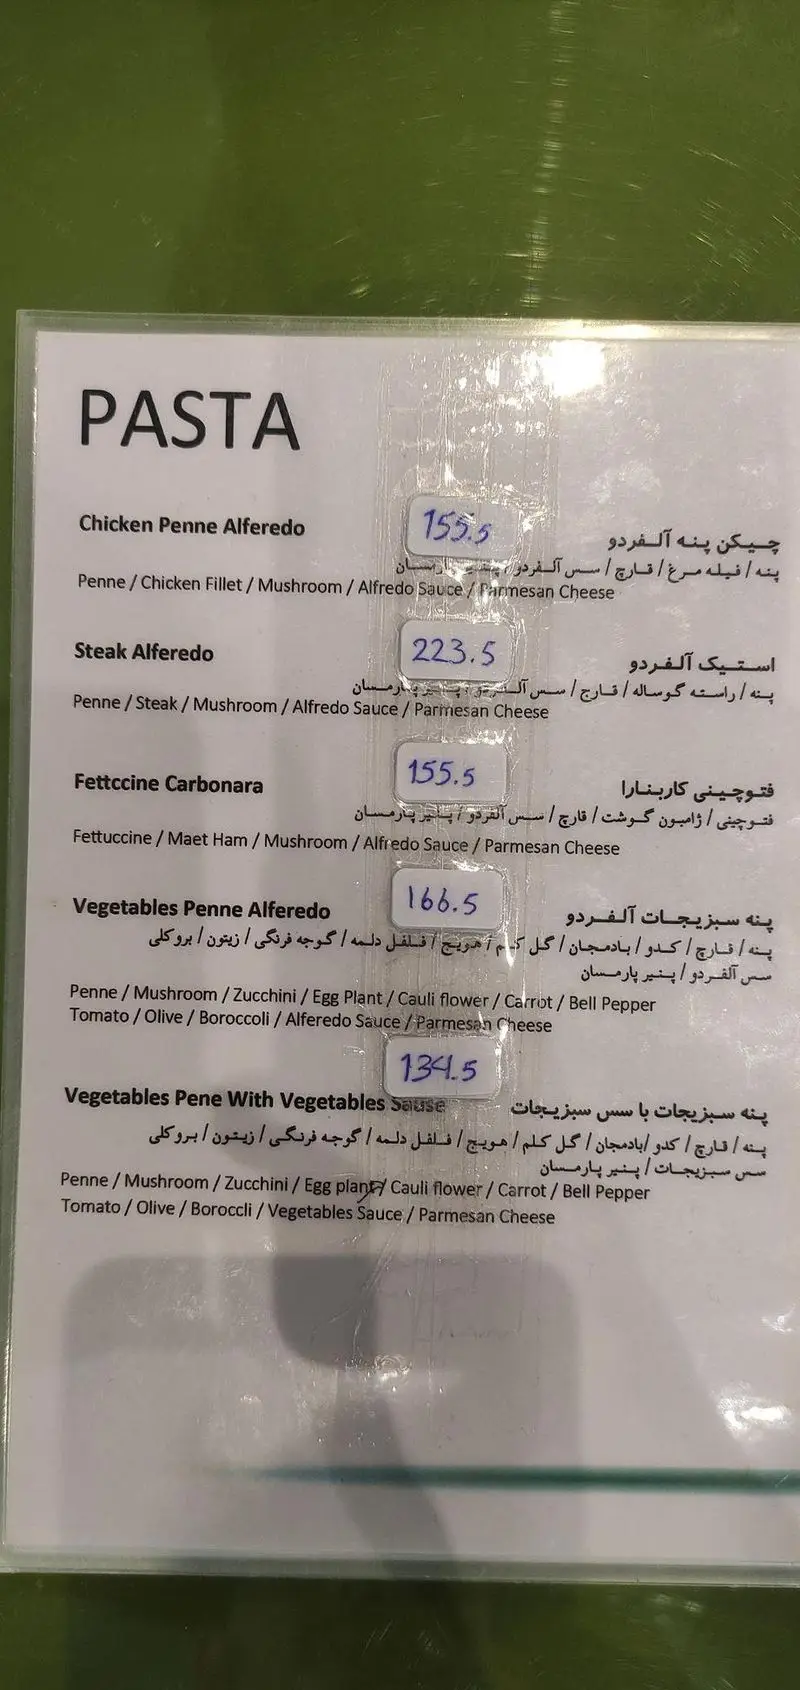 PASTA
Chicken Penne Alferedo
155.5
چیکن پنه آلفردو
پنه / فیله مرغ / قارچ / سس آلفردو / پنیر پارمسان
Penne / Chicken Fillet / Mushroom / Alfredo Sauce / Parmesan Cheese
Steak Alferedo
223.5
استیک آلفردو
پنه / راسته گوساله / قارچ / سس آلفردو / پنیر پارمسان
Penne / Steak / Mushroom / Alfredo Sauce / Parmesan Cheese
Fettccine Carbonara
155.5
فتوچینی کاربنارا
فتوچینی / ژامبون گوشت / قارچ / سس آلفردو / پنیر پارمسان
Fettuccine / Maet Ham / Mushroom / Alfredo Sauce / Parmesan Cheese
Vegetables Penne Alferedo
166.5
پنه سبزیجات آلفردو
پنه / قارچ / کدو / بادمجان / گل کلم / هویج / فلفل دلمه / گوجه فرنگی / زیتون / بروکلی
سس آلفردو / پنیر پارمسان
Penne / Mushroom / Zucchini / Egg Plant / Cauli flower / Carrot / Bell Pepper
Tomato / Olive / Boroccoli / Alferedo Sauce / Parmesan Cheese
134.5
Vegetables Pene With Vegetables Sause
پنه سبزیجات با سس سبزیجات
پنه / قارچ / کدو /بادمجان / گل کلم / هویج / فلفل دلمه / گوجه فرنگی / زیتون / بروکلی
سس سبزیجات / پنیر پارمسان
Penne / Mushroom / Zucchini / Egg plant / Cauli flower / Carrot / Bell Pepper
Tomato / Olive / Boroccli / Vegetables Sauce / Parmesan Cheese